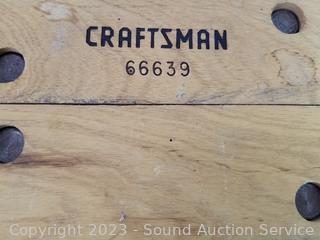 CRAFTSMAN
66639
Copyright 2023 - Sound Auction Service